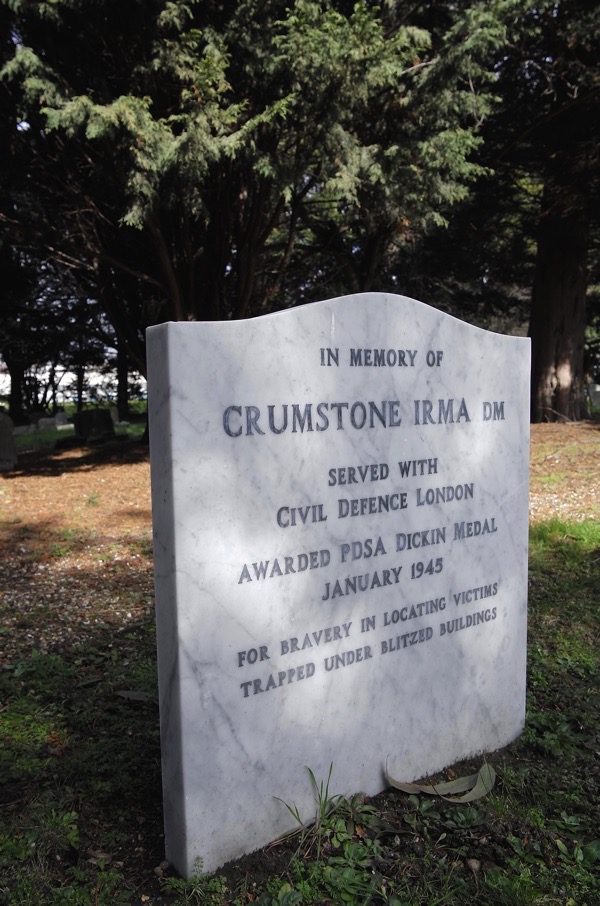 IN MEMORY OF
CRUMSTONE IRMA DM
SERVED WITH
CIVIL DEFENCE LONDON
AWARDED PDSA DICKIN MEDAL
JANUARY 1945
FOR BRAVERY IN LOCATING VICTIMS
TRAPPED UNDER BLITZED BUILDINGS